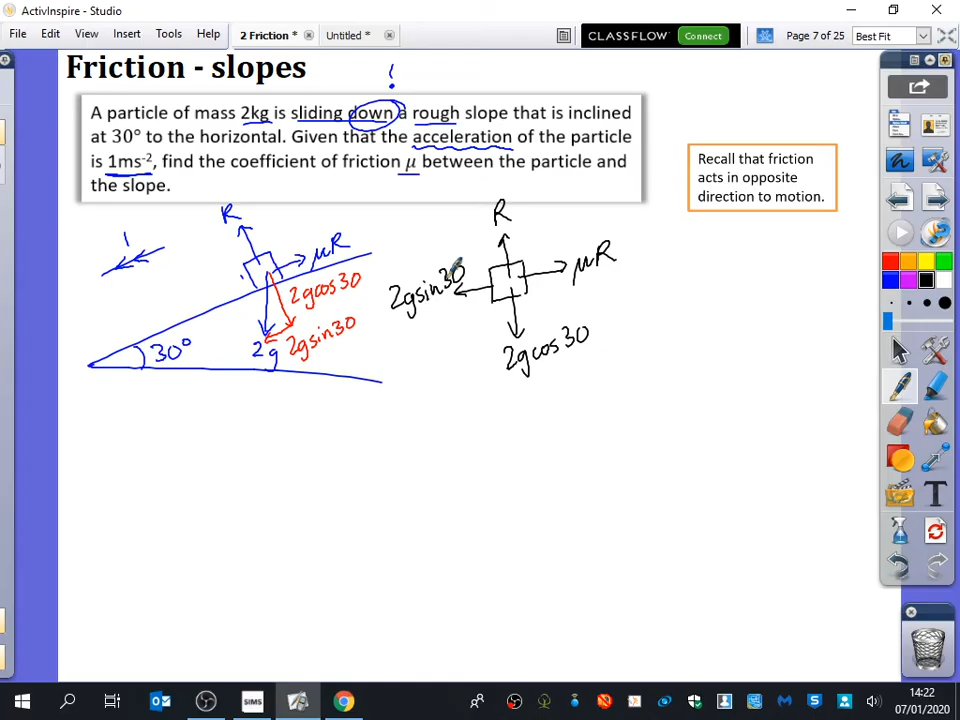 ActivInspire - Studio
File Edit View Insert Tools Help
2 Friction *
Untitled *
CLASSFLOW
Connect
Page 7 of 25
Best Fit
Friction - slopes
!
A particle of mass 2kg is sliding down a rough slope that is inclined
at 30° to the horizontal. Given that the acceleration of the particle
is 1ms-2, find the coefficient of friction μ between the particle and
the slope.
Recall that friction
acts in opposite
direction to motion.
1
R
μR
2gcos30
2gsin30
2g
30°
R
2gsin30
μR
2gcos30
T
SIMS
14:22
07/01/2020